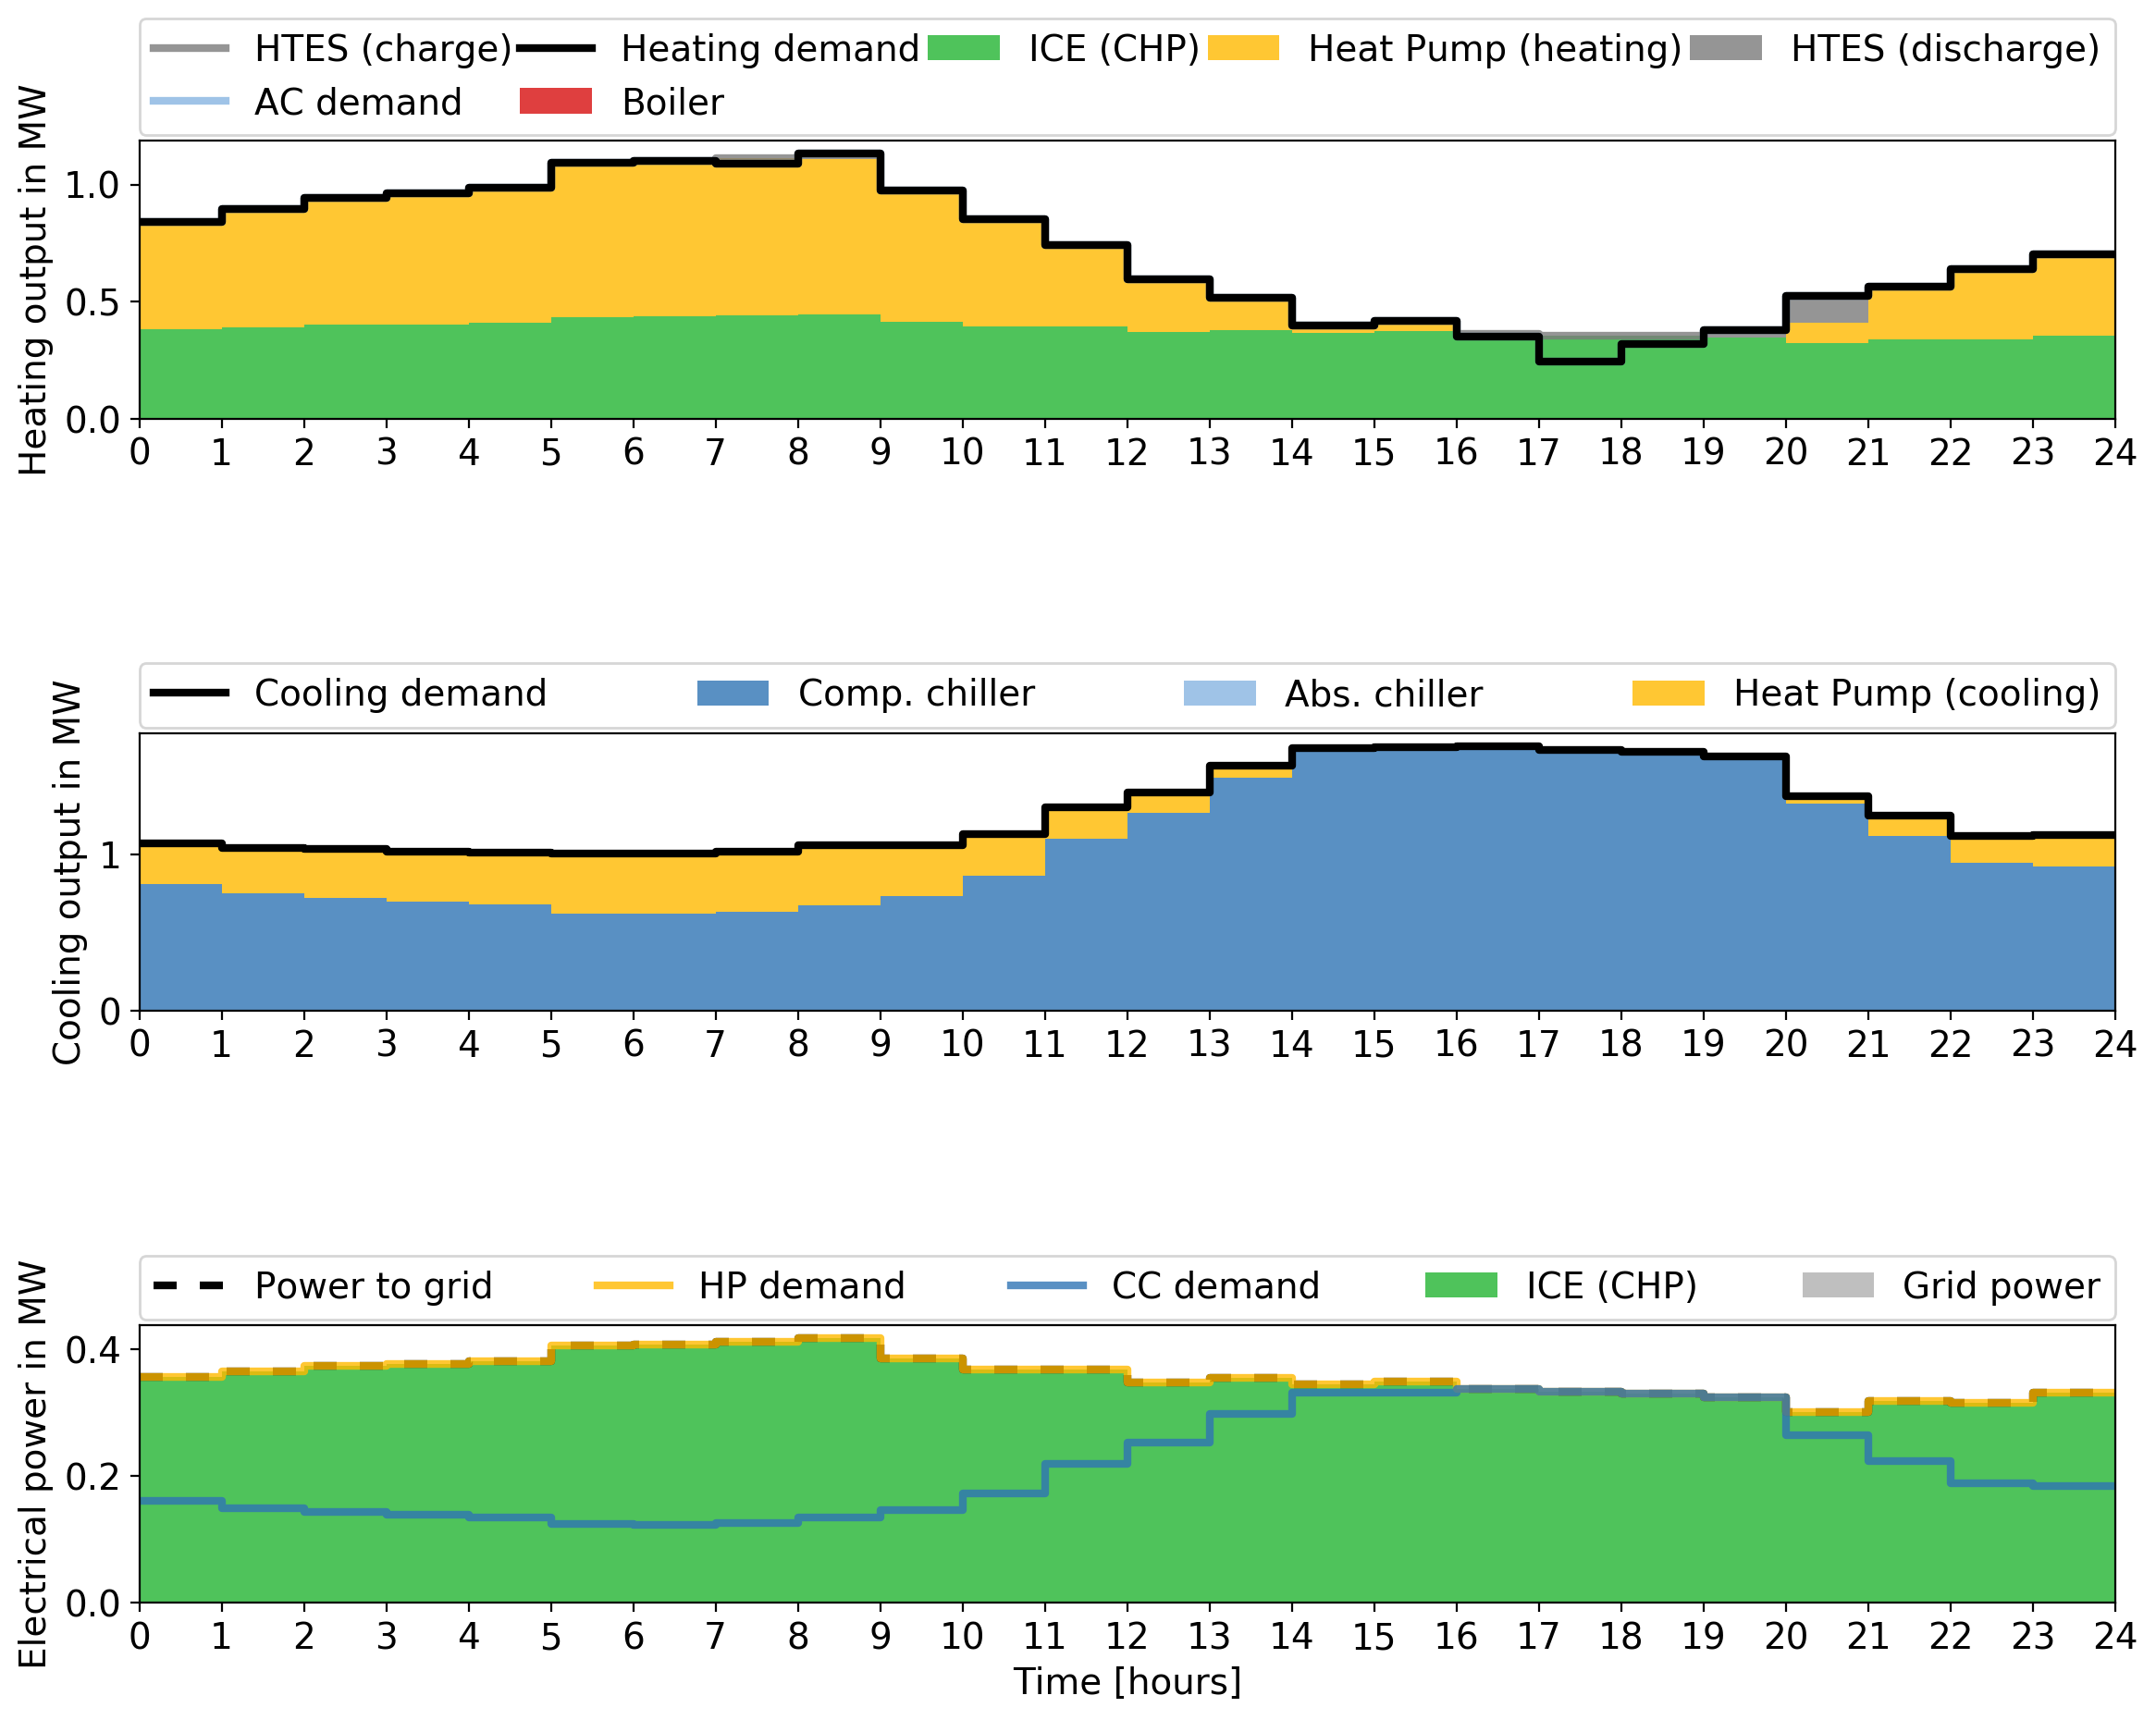 HTES (charge) Heating demand ICE (CHP) Heat Pump (heating) HTES (discharge)
AC demand Boiler
Heating output in MW
1.0
0.5
0.0
0 1 2 3 4 5 6 7 8 9 10 11 12 13 14 15 16 17 18 19 20 21 22 23 24
Cooling demand Comp. chiller Abs. chiller Heat Pump (cooling)
Cooling output in MW
1
0
0 1 2 3 4 5 6 7 8 9 10 11 12 13 14 15 16 17 18 19 20 21 22 23 24
Power to grid HP demand CC demand ICE (CHP) Grid power
Electrical power in MW
0.4
0.2
0.0
0 1 2 3 4 5 6 7 8 9 10 11 12 13 14 15 16 17 18 19 20 21 22 23 24
Time [hours]